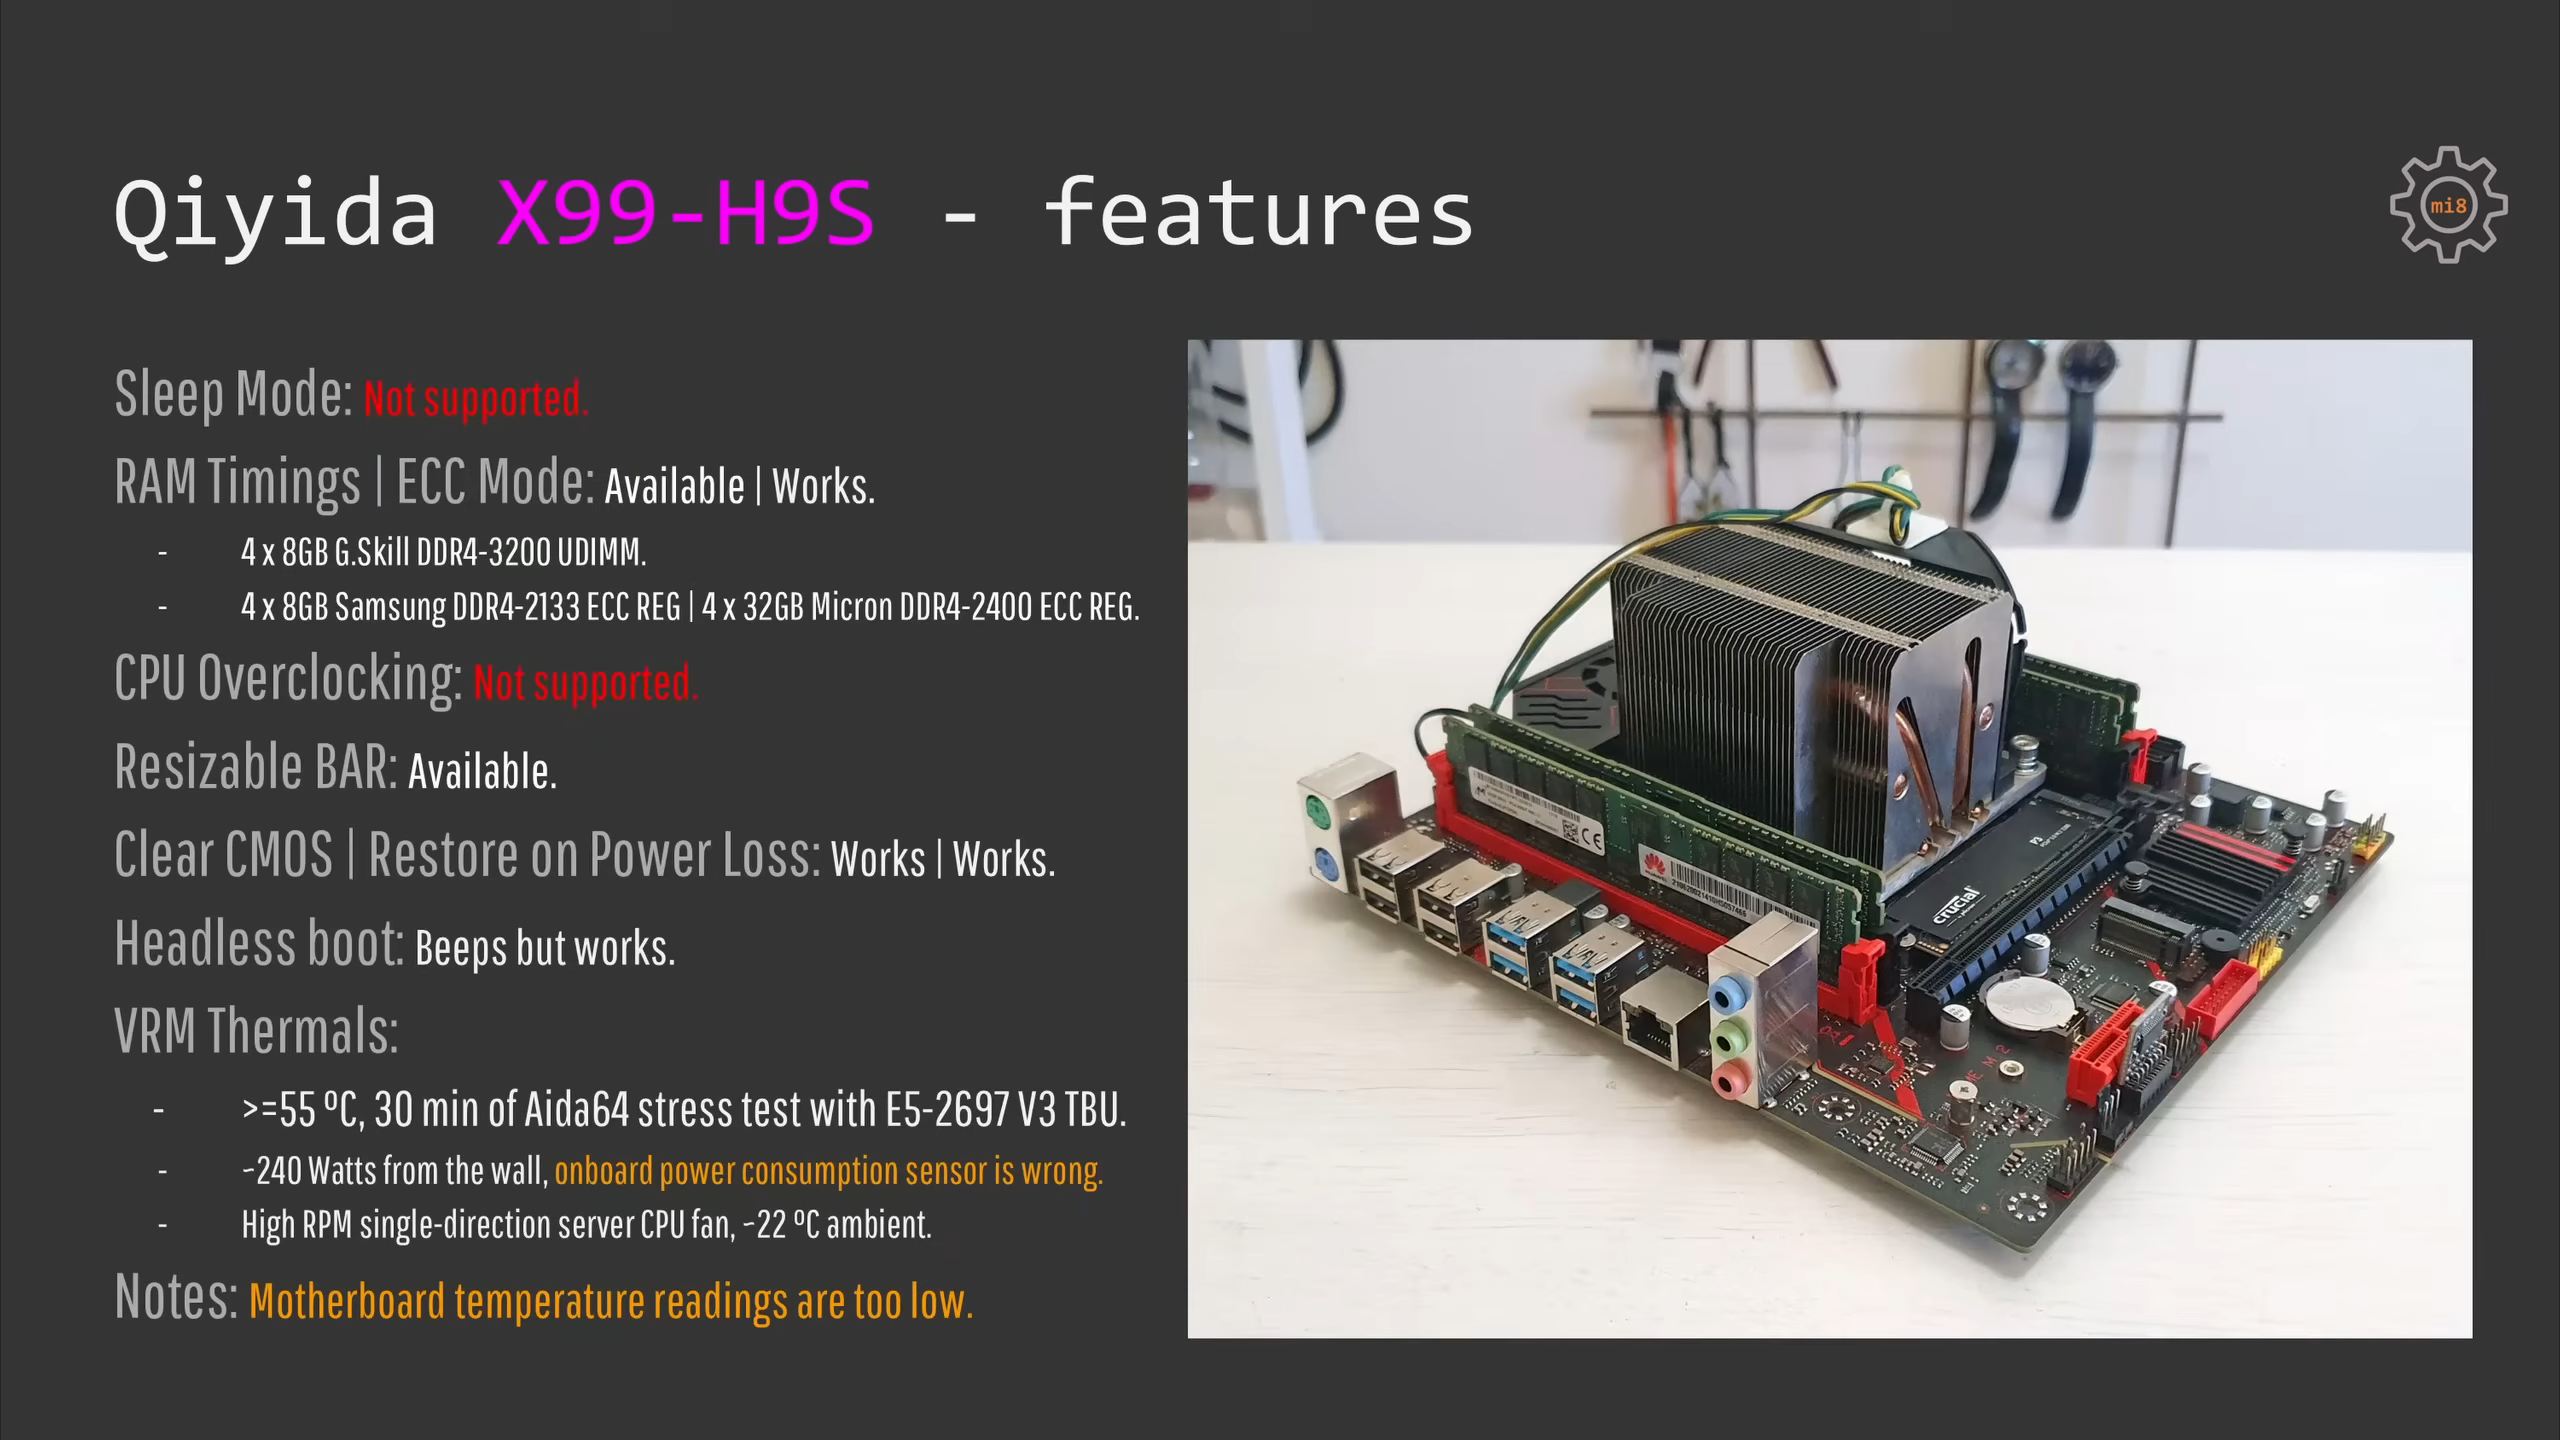 Qiyida X99-H9S - features
mi8
Sleep Mode: Not supported.
RAM Timings | ECC Mode: Available | Works.
- 4 x 8GB G.Skill DDR4-3200 UDIMM.
- 4 x 8GB Samsung DDR4-2133 ECC REG | 4 x 32GB Micron DDR4-2400 ECC REG.
CPU Overclocking: Not supported.
Resizable BAR: Available.
Clear CMOS | Restore on Power Loss: Works | Works.
Headless boot: Beeps but works.
VRM Thermals:
- >=55 ºC, 30 min of Aida64 stress test with E5-2697 V3 TBU.
- ~240 Watts from the wall, onboard power consumption sensor is wrong.
- High RPM single-direction server CPU fan, ~22 ºC ambient.
Notes: Motherboard temperature readings are too low.
crucial
P3
CE